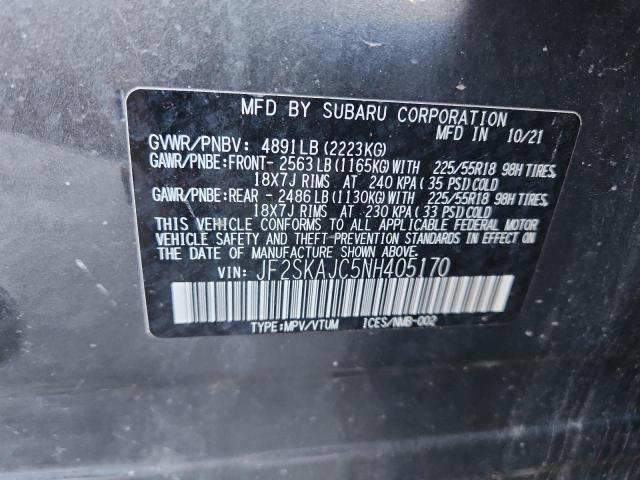 MFD BY SUBARU CORPORATION
MFD IN 10/21
GVWR/PNBV: 4891LB (2223KG)
GAWR/PNBE:FRONT- 2563LB (1165KG)WITH 225/55R18 98H TIRES,
18X7J RIMS AT 240 KPA(35 PSI)COLD
GAWR/PNBE:REAR - 2486LB (1130KG)WITH 225/55R18 98H TIRES,
18X7J RIMS AT 230 KPA(33 PSI)COLD
THIS VEHICLE CONFORMS TO ALL APPLICABLE FEDERAL MOTOR
VEHICLE SAFETY AND THEFT-PREVENTION STANDARDS IN EFFECT
ON THE DATE OF MANUFACTURE SHOWN ABOVE.
VIN: JF2SKAJC5NH405170
TYPE:MPV/VTUM ICES/NMB-002